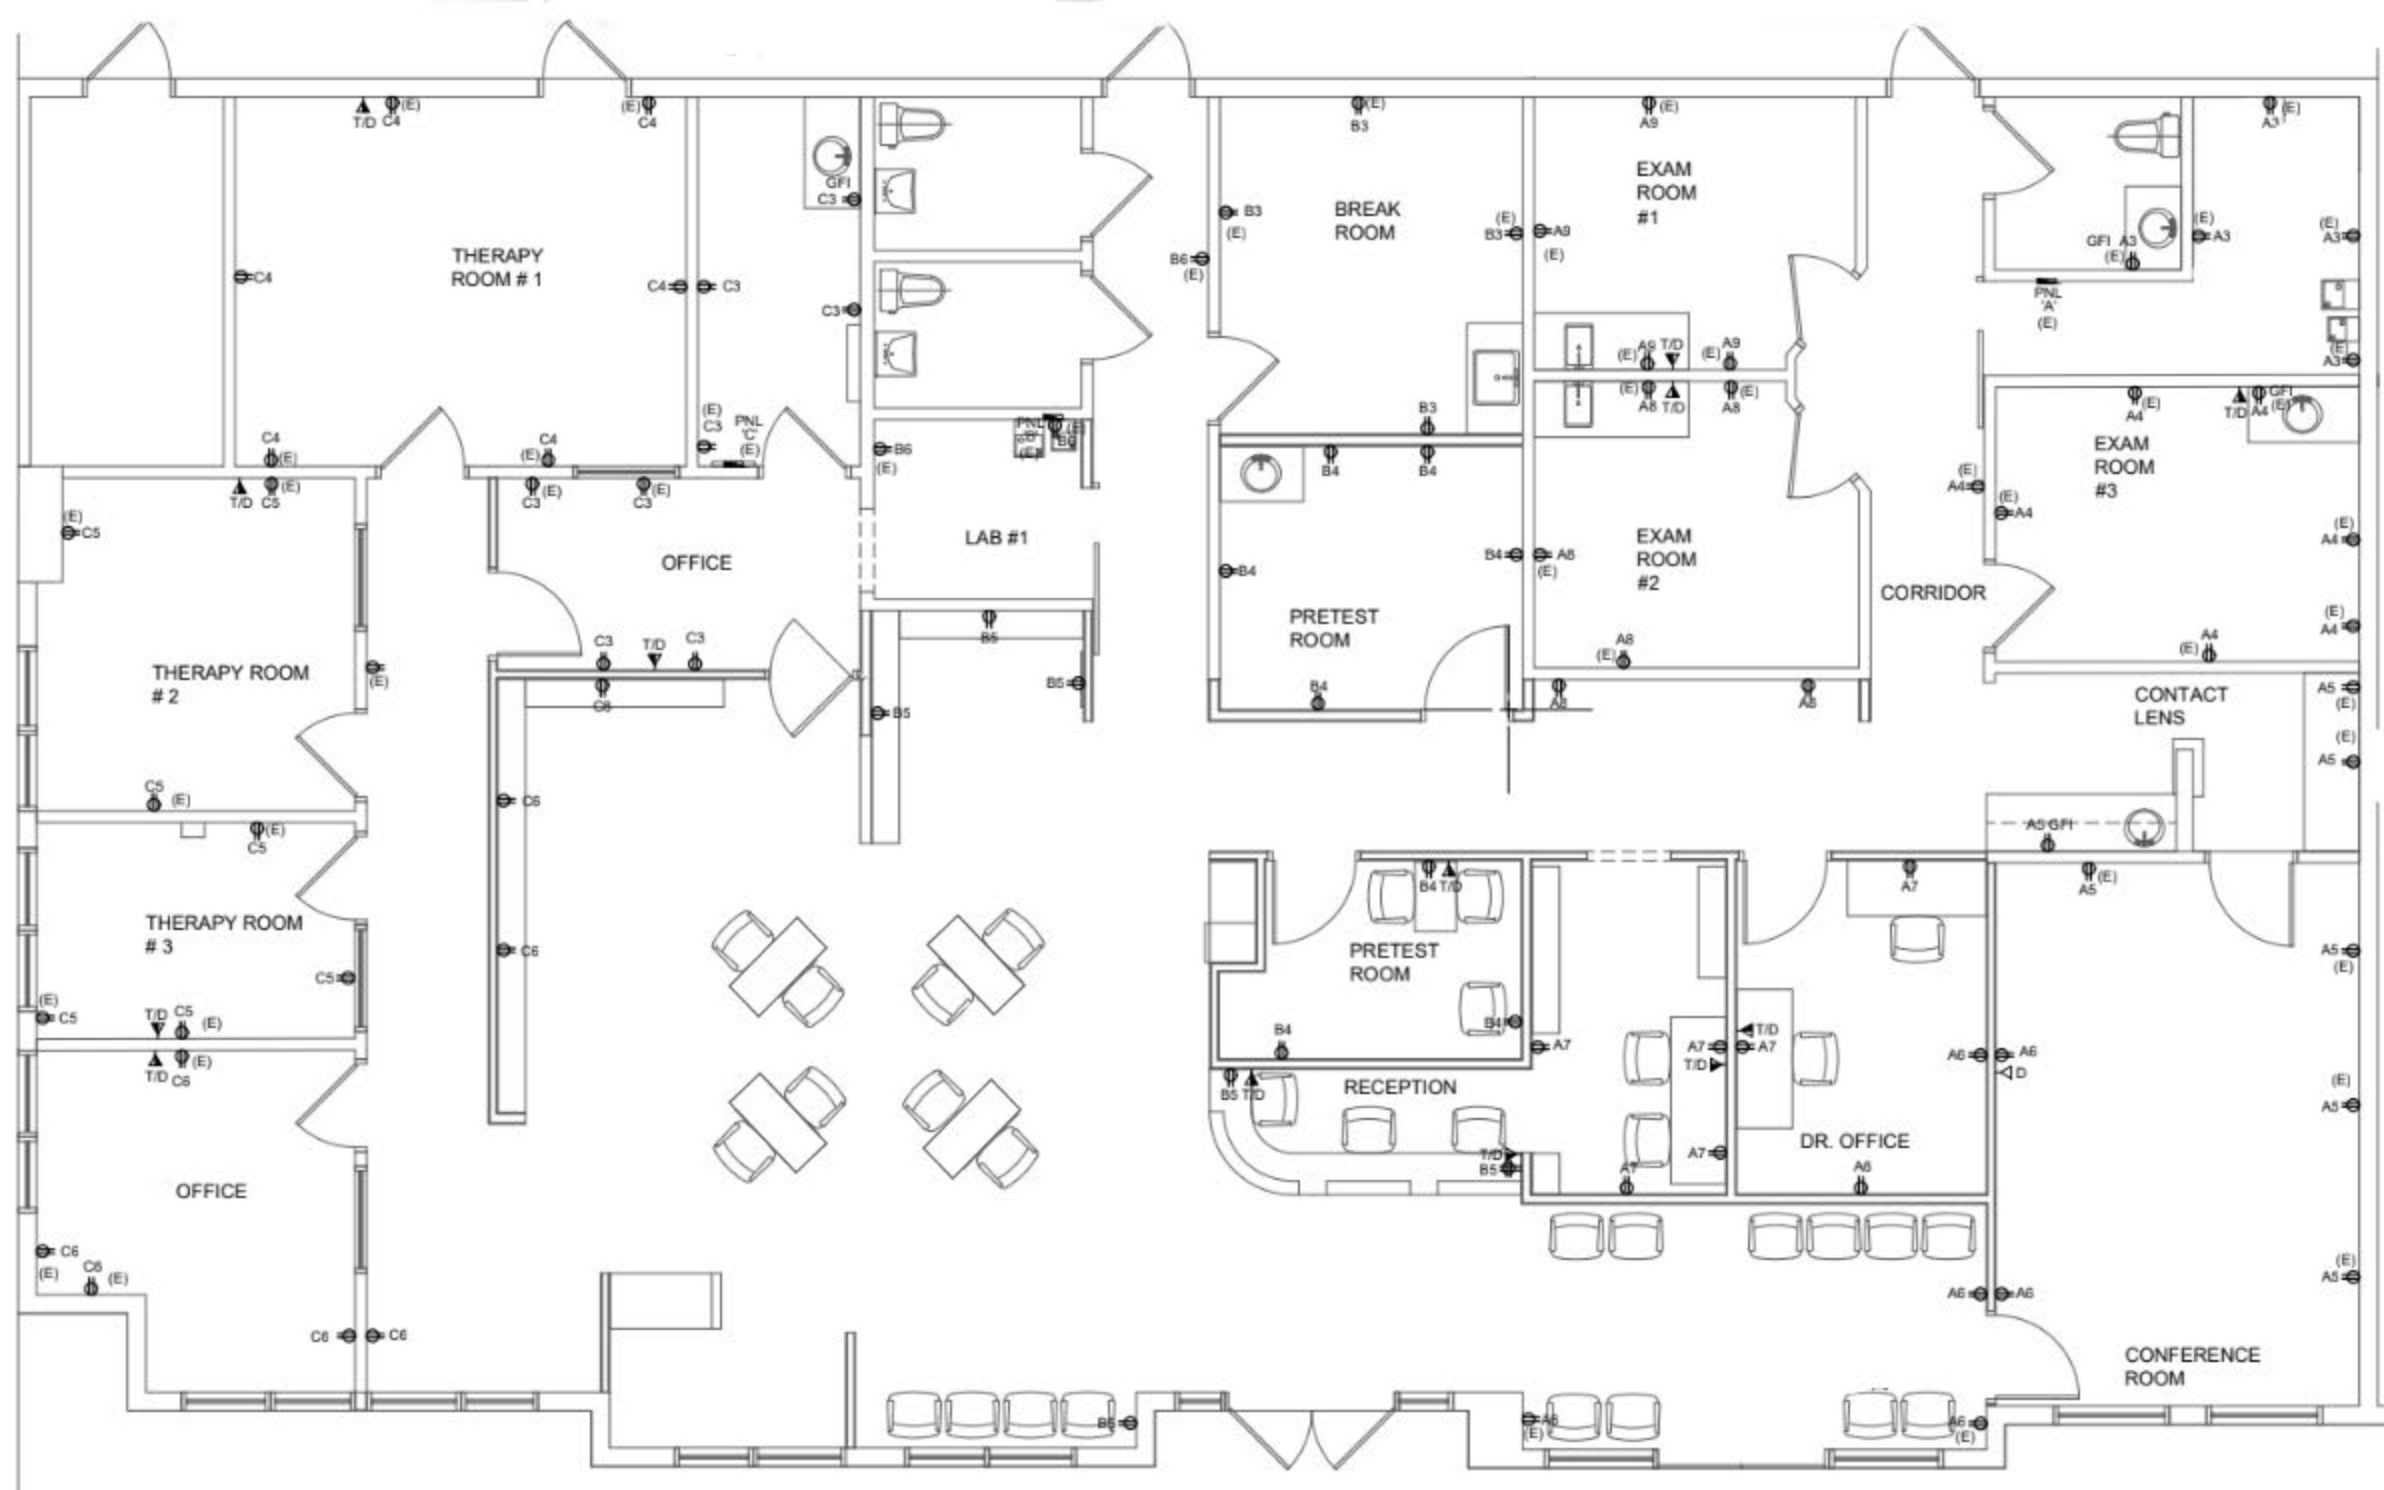 (E)
T/D C4
(E)
C4
(E)
B3
(E)
A9
(E)
A3
GFI
C3
EXAM
ROOM
#1
BREAK
ROOM
B3
(E)
(E)
B3
A9
(E)
(E)
A3
(E)
A3
GFI A3
(E)
THERAPY
ROOM # 1
C4
C4
C3
C3
B6
(E)
PNL
'A'
(E)
(E)
A3
(E)
A9
T/D
(E)
A9
(E)
A8
T/D
A8
(E)
A4
(E)
T/D
A4
GFI
(E)
(E)
C3
PNL
'C'
(E)
PNL
(E)
B6
(E)
B3
B4
B4
C4
(E)
C4
(E)
EXAM
ROOM
#3
(E)
A4
(E)
A4
(E)
A4
T/D
C5
(E)
(E)
C5
C3
(E)
C3
(E)
LAB #1
OFFICE
B4
B4
A8
(E)
EXAM
ROOM
#2
CORRIDOR
PRETEST
ROOM
(E)
A4
A4
(E)
A8
(E)
C3
T/D
C3
B5
THERAPY ROOM
# 2
(E)
C6
B5
B5
B4
A8
A8
CONTACT
LENS
A5
(E)
(E)
A5
C5
(E)
C6
A5 GFI
(E)
C5
A5
(E)
B4 T/D
A7
THERAPY ROOM
# 3
C5
C6
PRETEST
ROOM
A5
(E)
(E)
C5
T/D
C5
(E)
B4
B4
A7
A7
T/D
T/D
A7
A6
A6
D
T/D
C6
(E)
B5 T/D
RECEPTION
(E)
A5
DR. OFFICE
A7
T/D
B5
A7
A6
OFFICE
C6
(E)
C6
(E)
(E)
A5
A6
A6
C6
C6
CONFERENCE
ROOM
B5
A6
(E)
A6
(E)